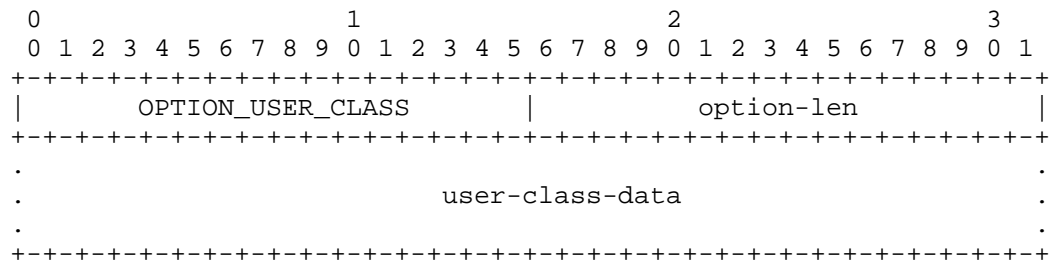 0                   1                   2                   3
 0 1 2 3 4 5 6 7 8 9 0 1 2 3 4 5 6 7 8 9 0 1 2 3 4 5 6 7 8 9 0 1
+-+-+-+-+-+-+-+-+-+-+-+-+-+-+-+-+-+-+-+-+-+-+-+-+-+-+-+-+-+-+-+-+
|       OPTION_USER_CLASS       |          option-len           |
+-+-+-+-+-+-+-+-+-+-+-+-+-+-+-+-+-+-+-+-+-+-+-+-+-+-+-+-+-+-+-+-+
.                                                               .
.                          user-class-data                      .
.                                                               .
+-+-+-+-+-+-+-+-+-+-+-+-+-+-+-+-+-+-+-+-+-+-+-+-+-+-+-+-+-+-+-+-+